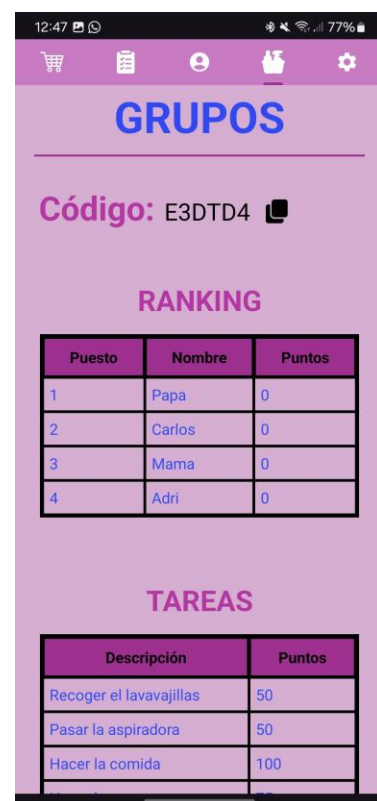 12:47 77%
GRUPOS
Código: E3DTD4
RANKING
Puesto Nombre Puntos
1 Papa 0
2 Carlos 0
3 Mama 0
4 Adri 0
TAREAS
Descripción Puntos
Recoger el lavavajillas 50
Pasar la aspiradora 50
Hacer la comida 100